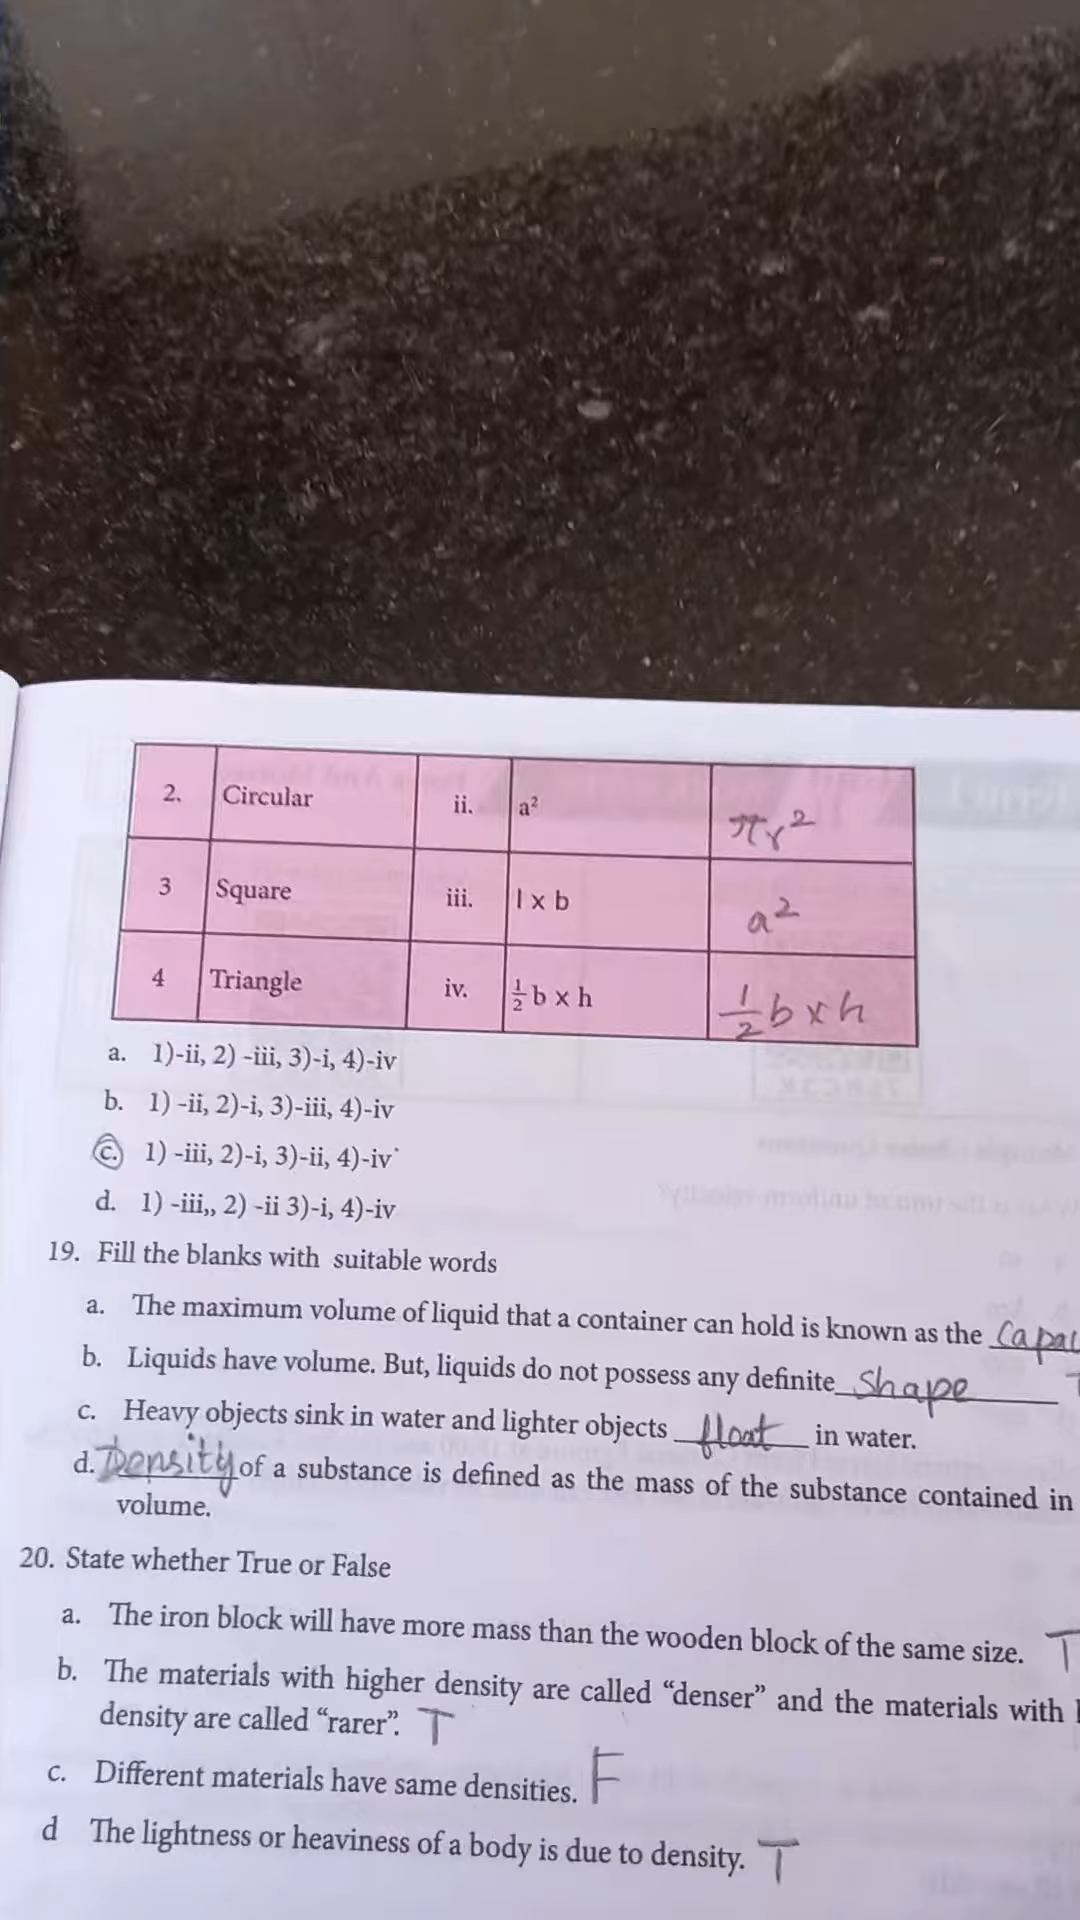 2. Circular ii. a² πr²
3 Square iii. l x b a²
4 Triangle iv. ½ b x h ½ b x h
a. 1)-ii, 2) -iii, 3)-i, 4)-iv
b. 1) -ii, 2)-i, 3)-iii, 4)-iv
c. 1) -iii, 2)-i, 3)-ii, 4)-iv
d. 1) -iii,, 2) -ii 3)-i, 4)-iv
19. Fill the blanks with suitable words
a. The maximum volume of liquid that a container can hold is known as the Capac
b. Liquids have volume. But, liquids do not possess any definite Shape
c. Heavy objects sink in water and lighter objects float in water.
d. Density of a substance is defined as the mass of the substance contained in
volume.
20. State whether True or False
a. The iron block will have more mass than the wooden block of the same size. T
b. The materials with higher density are called “denser” and the materials with
density are called “rarer”. T
c. Different materials have same densities. F
d The lightness or heaviness of a body is due to density. T